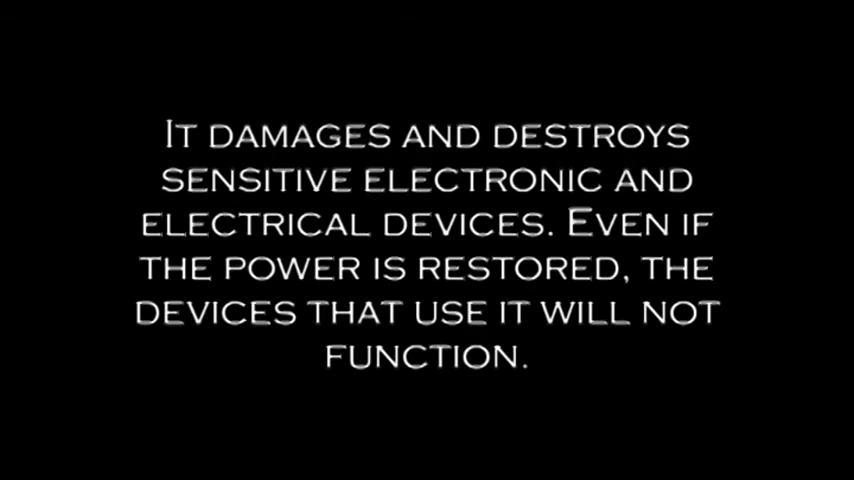 It damages and destroys
sensitive electronic and
electrical devices. Even if
the power is restored, the
devices that use it will not
function.